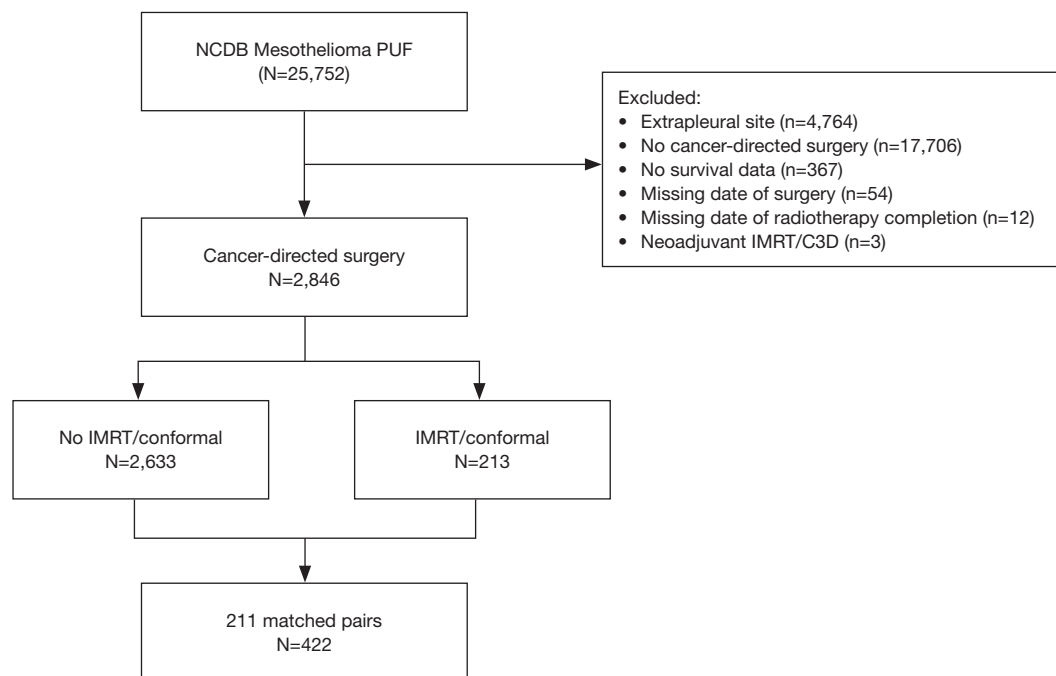 NCDB Mesothelioma PUF
(N=25,752)
Excluded:
• Extrapleural site (n=4,764)
• No cancer-directed surgery (n=17,706)
• No survival data (n=367)
• Missing date of surgery (n=54)
• Missing date of radiotherapy completion (n=12)
• Neoadjuvant IMRT/C3D (n=3)
Cancer-directed surgery
N=2,846
No IMRT/conformal
N=2,633
IMRT/conformal
N=213
211 matched pairs
N=422